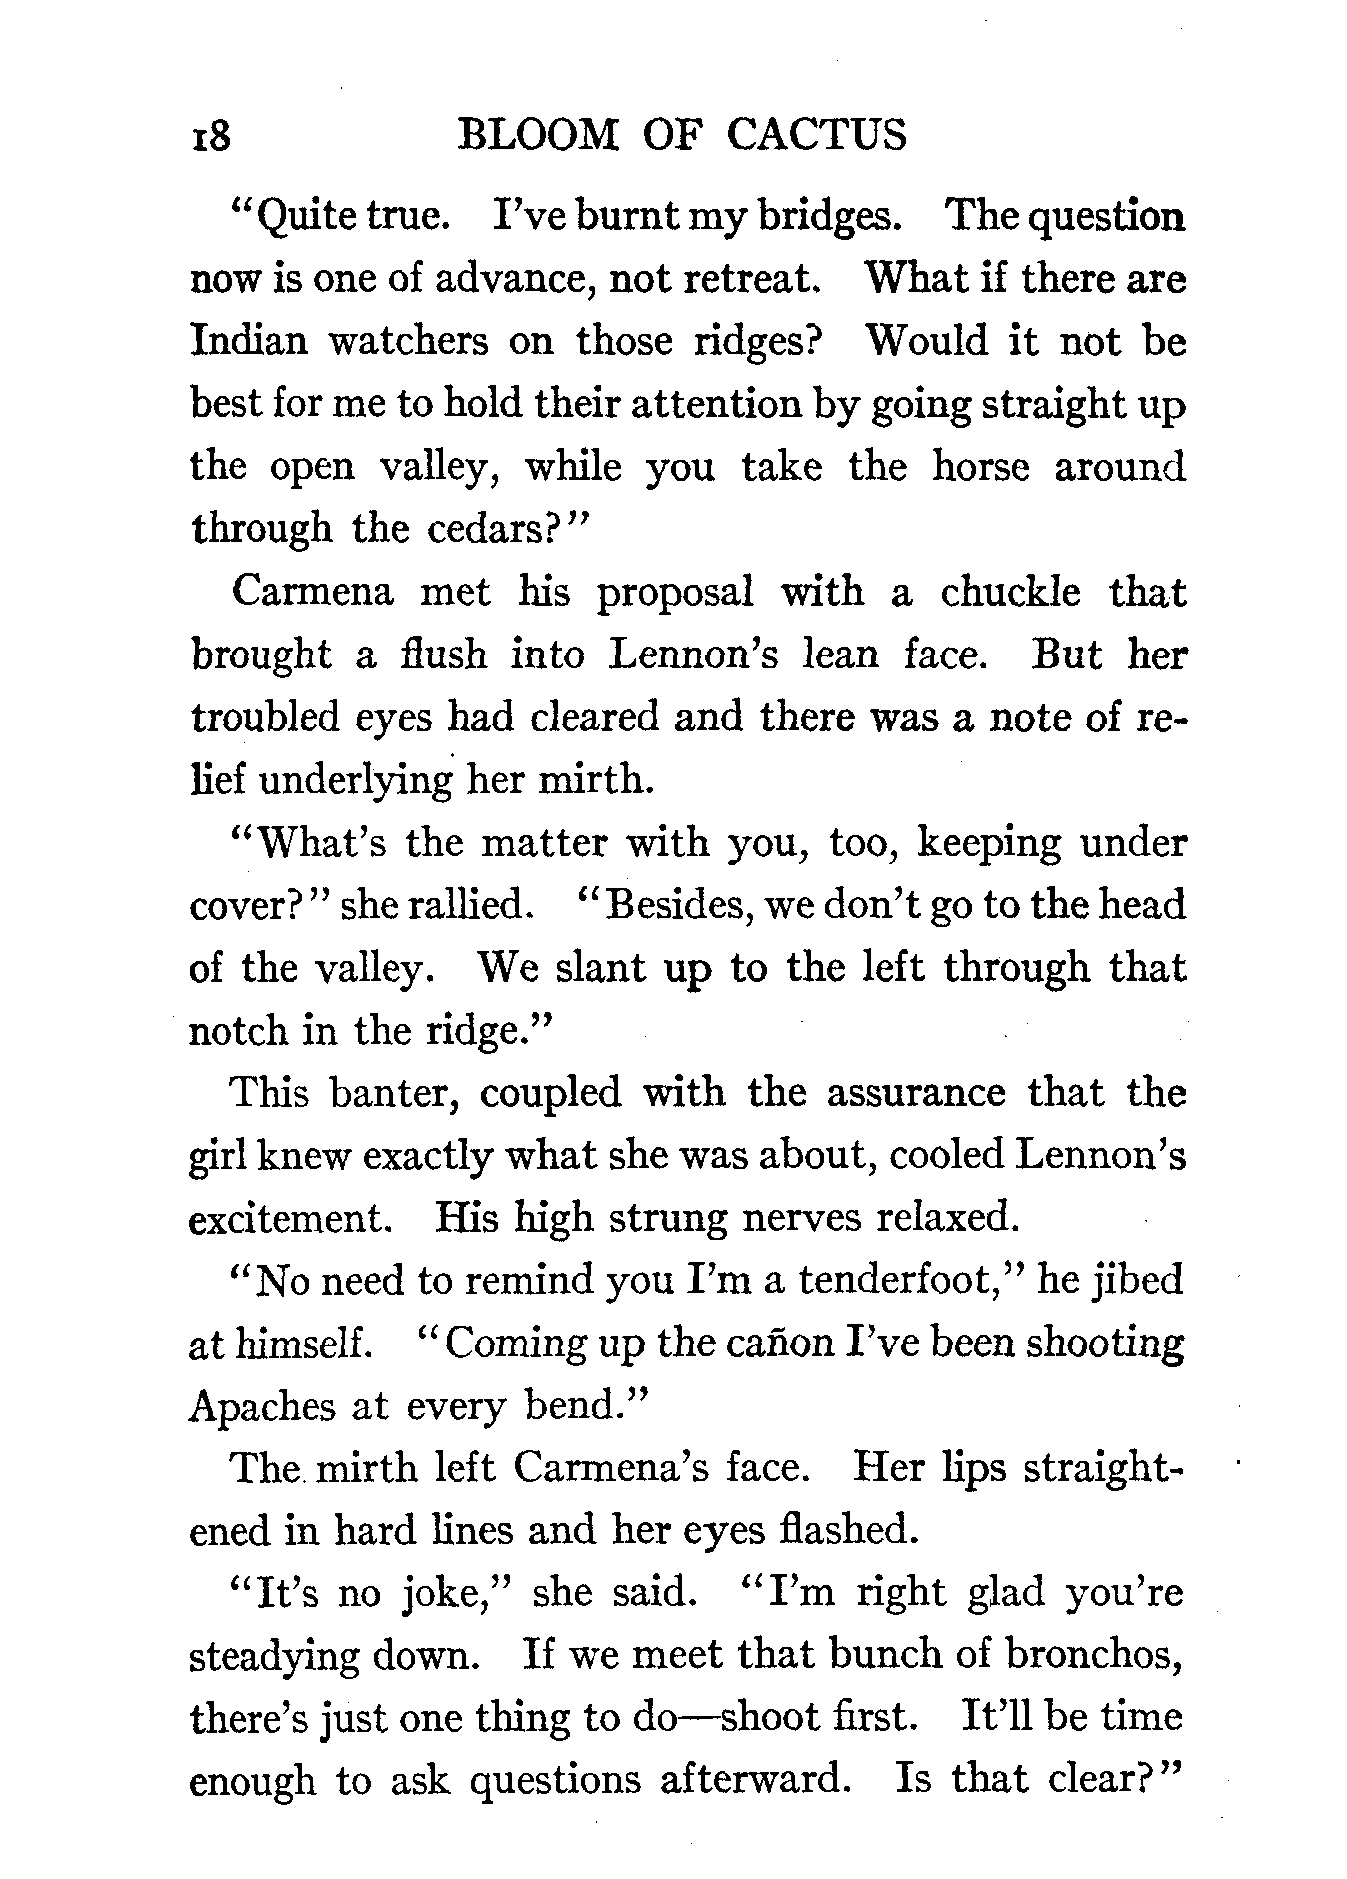 18 BLOOM OF CACTUS
"Quite true. I've burnt my bridges. The question
now is one of advance, not retreat. What if there are
Indian watchers on those ridges? Would it not be
best for me to hold their attention by going straight up
the open valley, while you take the horse around
through the cedars?"
Carmena met his proposal with a chuckle that
brought a flush into Lennon's lean face. But her
troubled eyes had cleared and there was a note of re-
lief underlying her mirth.
"What's the matter with you, too, keeping under
cover?" she rallied. "Besides, we don't go to the head
of the valley. We slant up to the left through that
notch in the ridge."
This banter, coupled with the assurance that the
girl knew exactly what she was about, cooled Lennon's
excitement. His high strung nerves relaxed.
"No need to remind you I'm a tenderfoot," he jibed
at himself. "Coming up the cañon I've been shooting
Apaches at every bend."
The mirth left Carmena's face. Her lips straight-
ened in hard lines and her eyes flashed.
"It's no joke," she said. "I'm right glad you're
steadying down. If we meet that bunch of bronchos,
there's just one thing to do—shoot first. It'll be time
enough to ask questions afterward. Is that clear?"